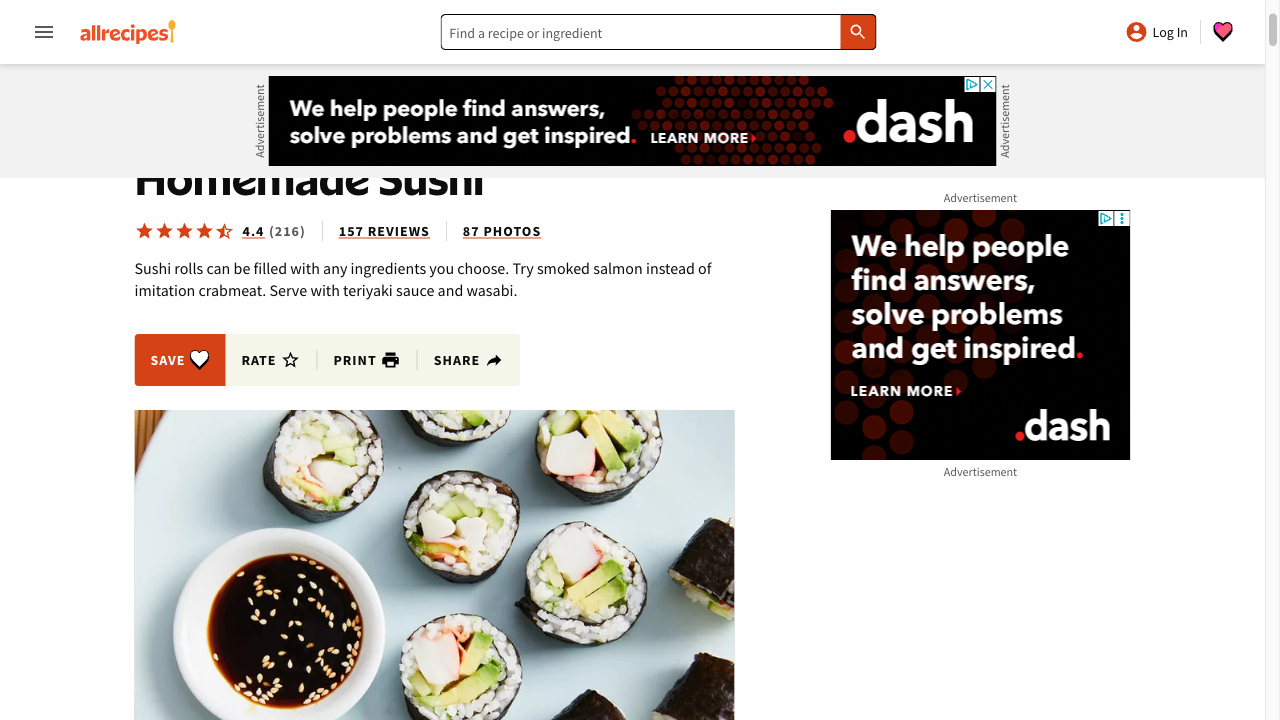 allrecipes
Find a recipe or ingredient
Log In
Advertisement
We help people find answers,
solve problems and get inspired. LEARN MORE
.dash
Advertisement
Homemade Sushi
4.4 (216)
157 REVIEWS
87 PHOTOS
Sushi rolls can be filled with any ingredients you choose. Try smoked salmon instead of
imitation crabmeat. Serve with teriyaki sauce and wasabi.
SAVE
RATE
PRINT
SHARE
Advertisement
We help people
find answers,
solve problems
and get inspired.
LEARN MORE
.dash
Advertisement